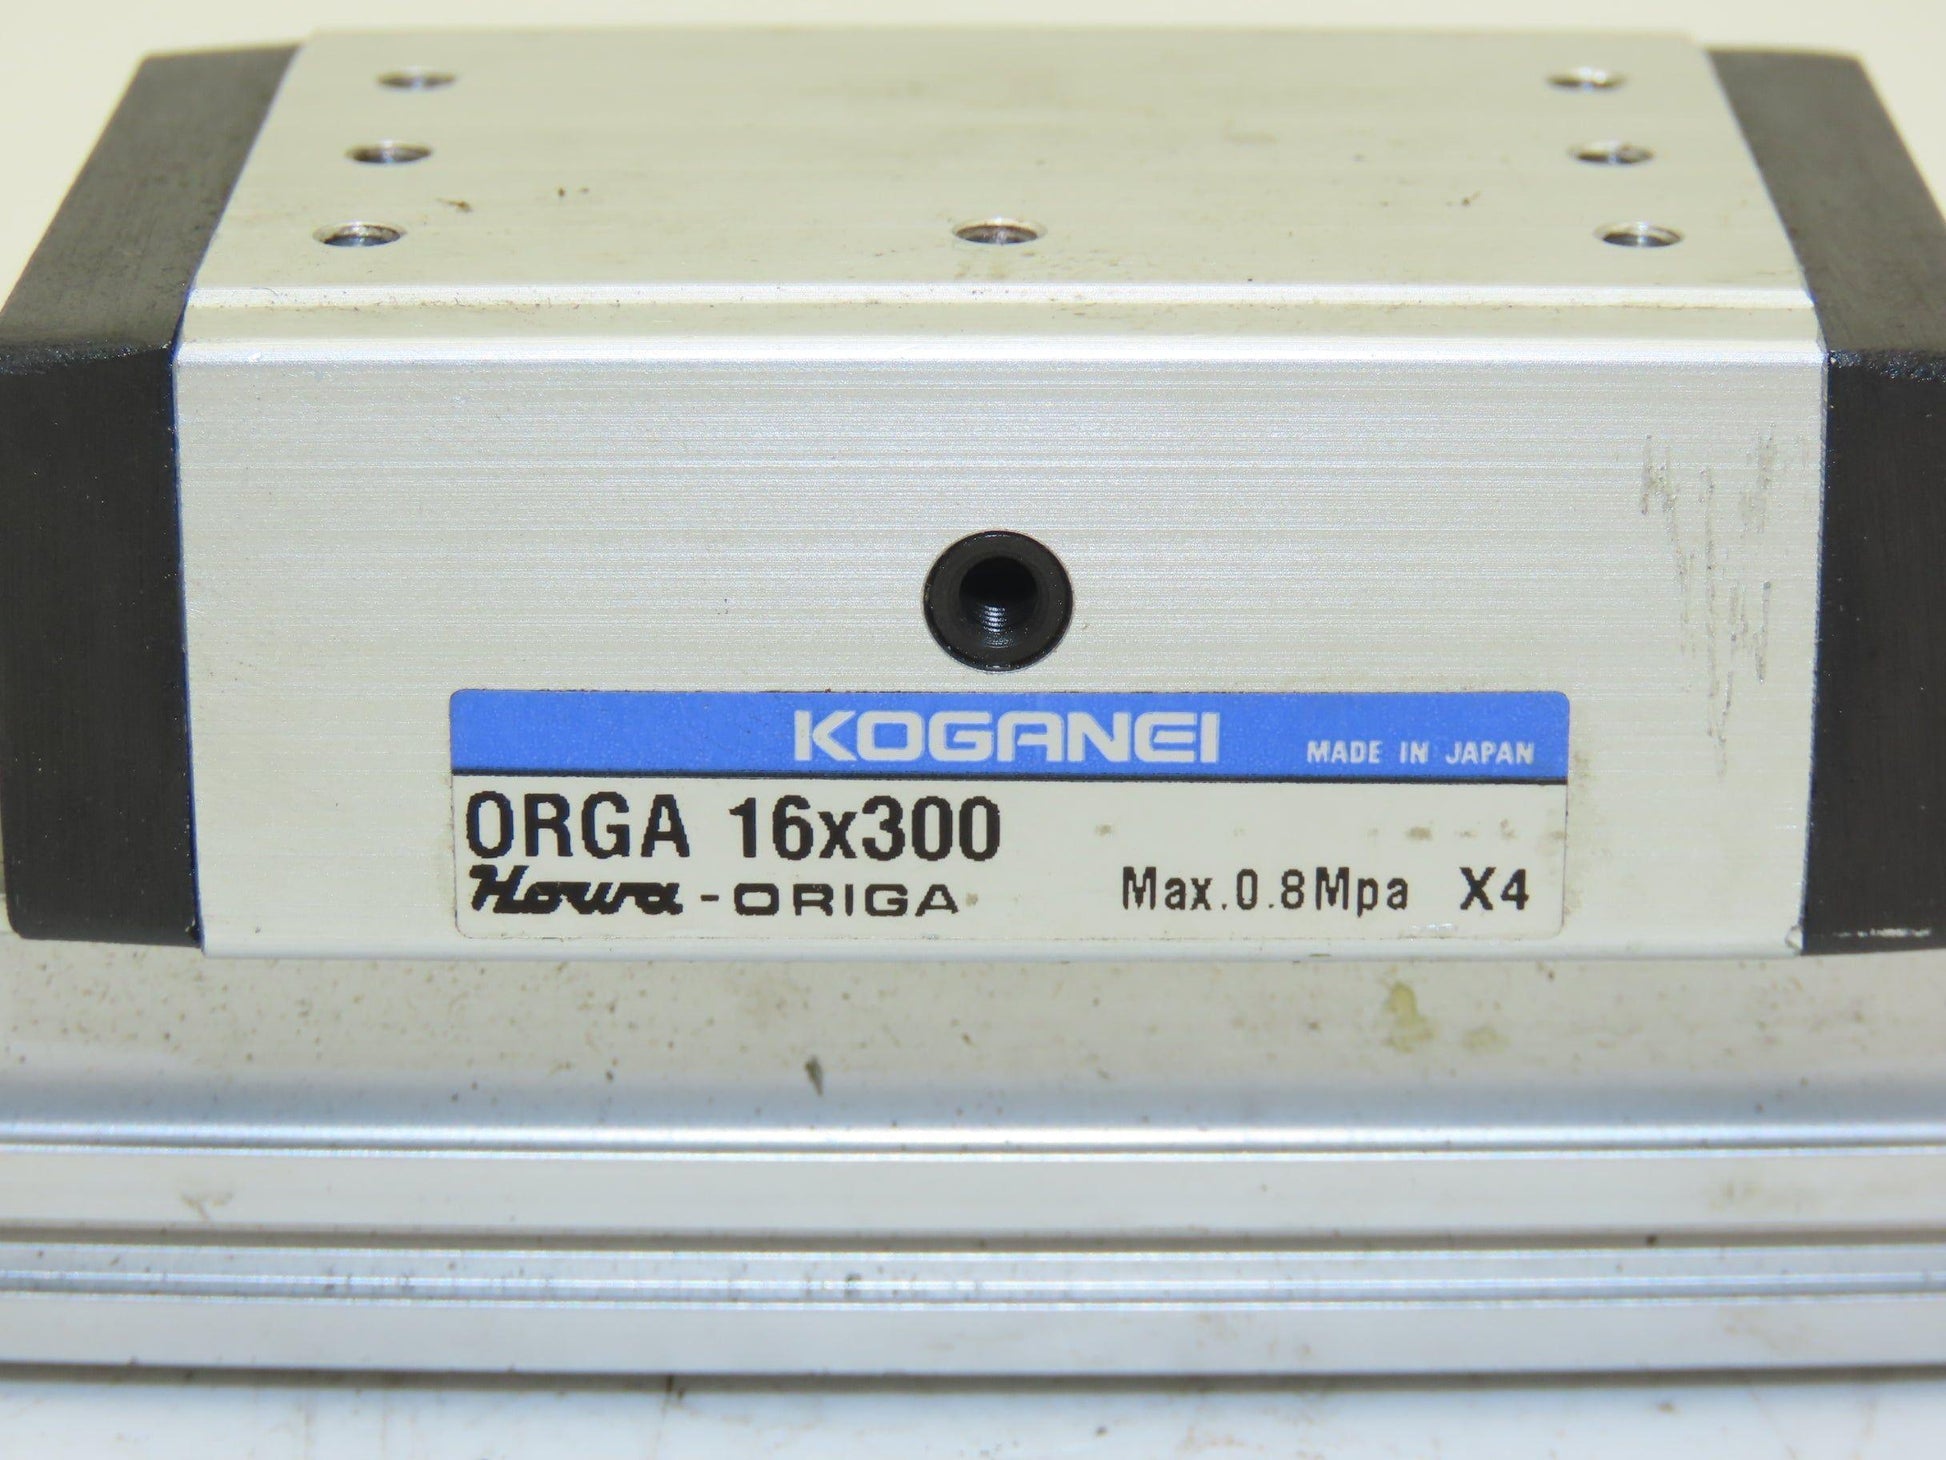 KOGANEI MADE IN JAPAN
ORGA 16x300
Howa-ORIGA Max.0.8Mpa X4